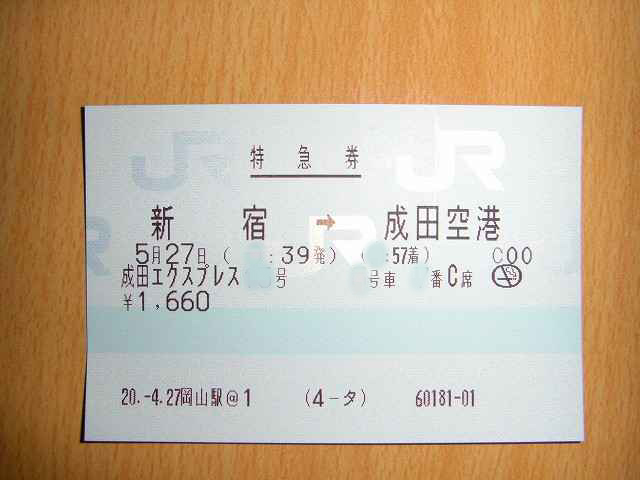 特急券
新宿 → 成田空港
5月27日 ( :39発) ( :57着) C00
成田エクスプレス 号 号車 番C席
¥1,660
20.-4.27岡山駅@1 (4-タ) 60181-01
JR
JR
JR